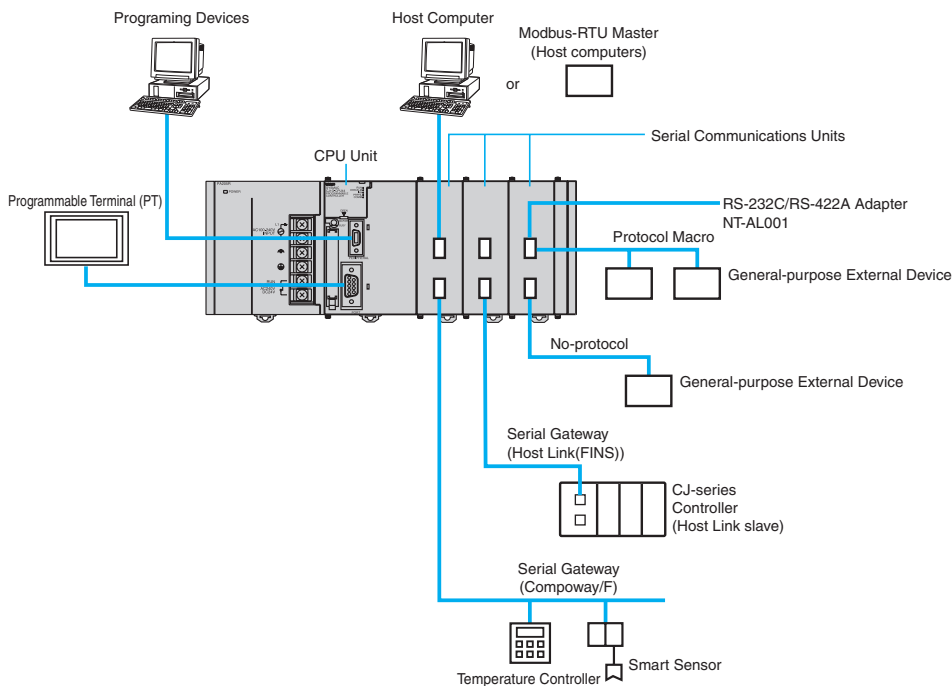 Programing Devices
Host Computer
Modbus-RTU Master
(Host computers)
or
Serial Communications Units
CPU Unit
Programmable Terminal (PT)
PA205R
POWER
RS-232C/RS-422A Adapter
NT-AL001
Protocol Macro
General-purpose External Device
No-protocol
General-purpose External Device
Serial Gateway
(Host Link(FINS))
CJ-series
Controller
(Host Link slave)
Serial Gateway
(Compoway/F)
Temperature Controller
Smart Sensor